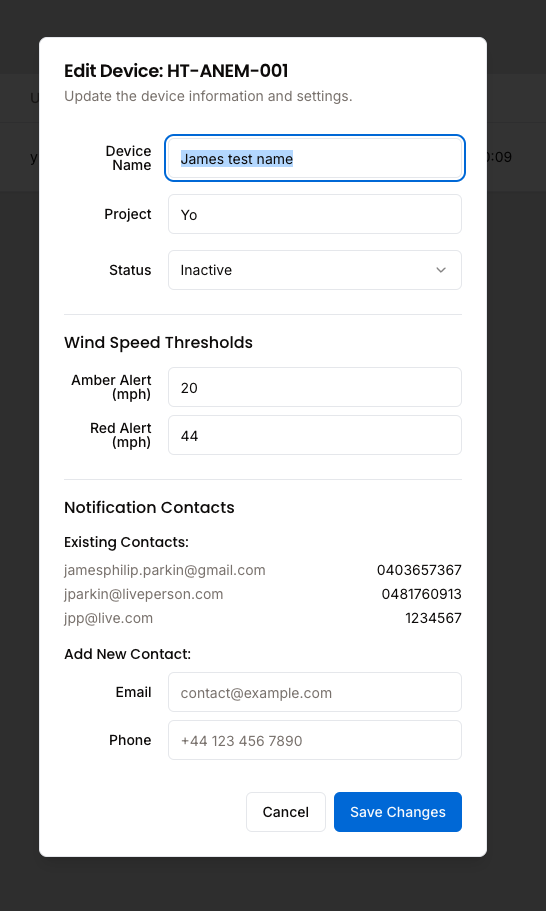 Edit Device: HT-ANEM-001
Update the device information and settings.
Device
Name
James test name
Project
Yo
Status
Inactive
Wind Speed Thresholds
Amber Alert
(mph)
20
Red Alert
(mph)
44
Notification Contacts
Existing Contacts:
jamesphilip.parkin@gmail.com 0403657367
jparkin@liveperson.com 0481760913
jpp@live.com 1234567
Add New Contact:
Email
contact@example.com
Phone
+44 123 456 7890
Cancel
Save Changes